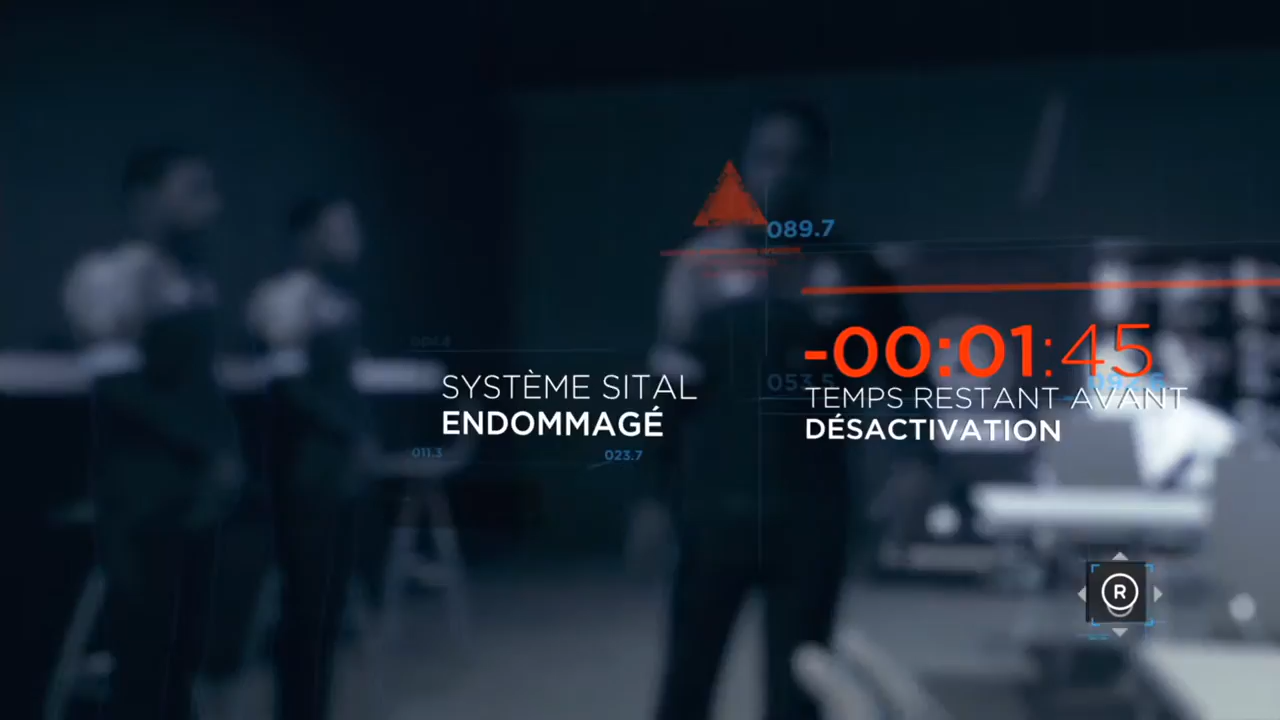 089.7
-00:01:45
053.5
SYSTÈME SITAL
TEMPS RESTANT AVANT
ENDOMMAGÉ
DÉSACTIVATION
011.3
023.7
R